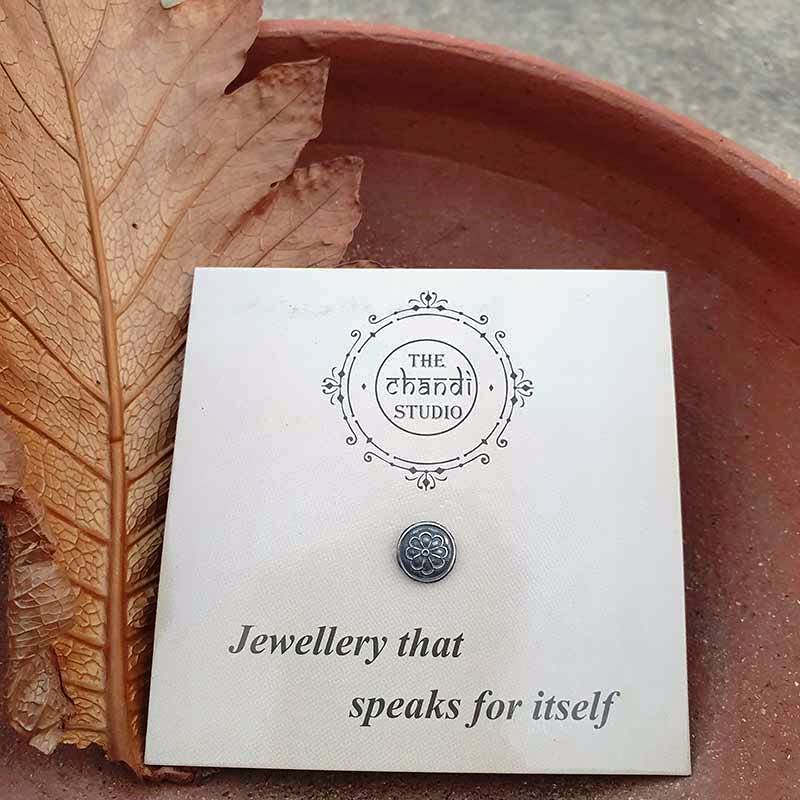 THE
chandi
STUDIO
Jewellery that
speaks for itself